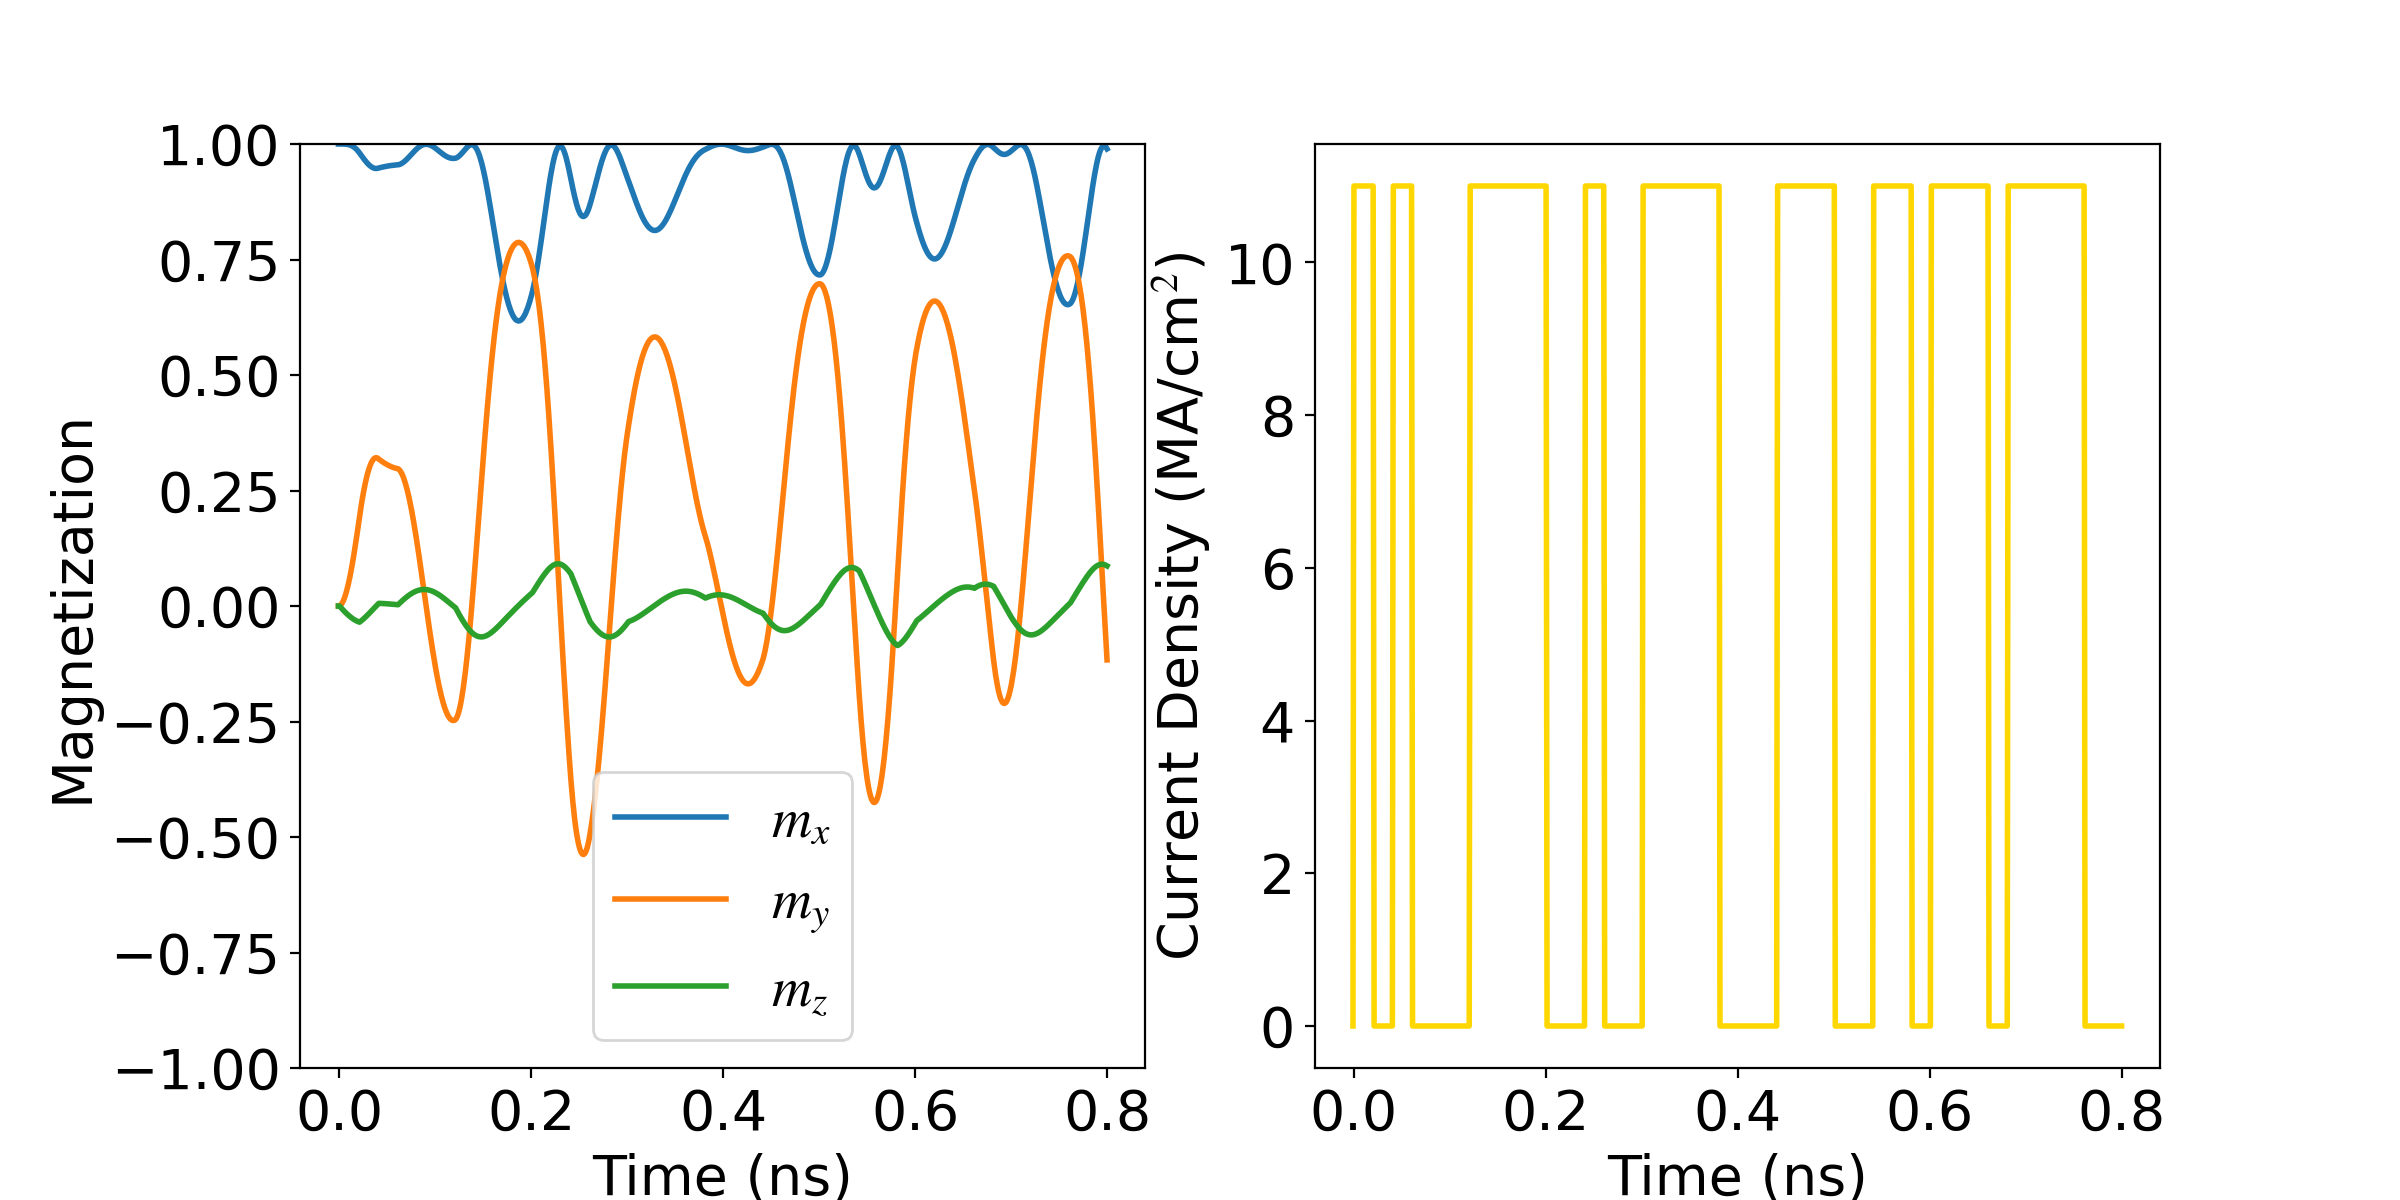 Magnetization
1.00
0.75
0.50
0.25
0.00
−0.25
−0.50
−0.75
−1.00
0.0 0.2 0.4 0.6 0.8
Time (ns)
m_x
m_y
m_z
Current Density (MA/cm²)
10
8
6
4
2
0
0.0 0.2 0.4 0.6 0.8
Time (ns)